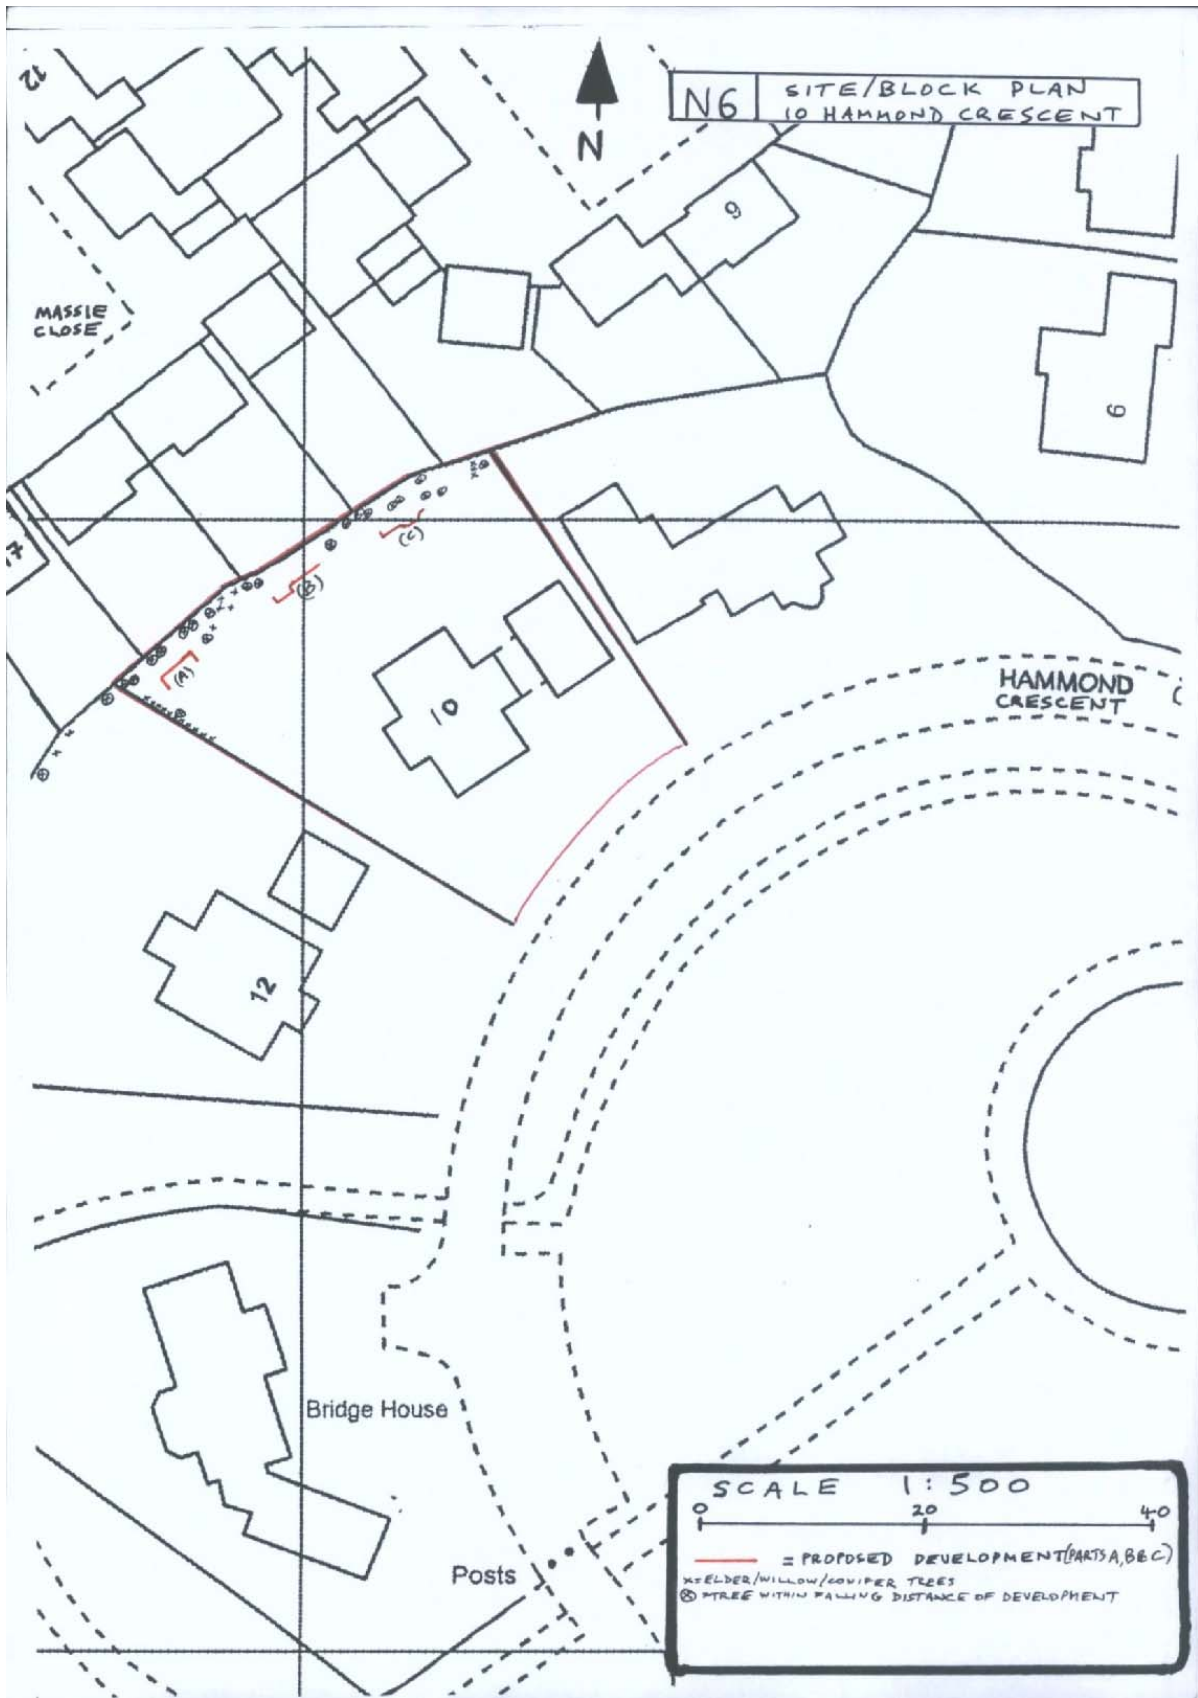 12
N6
SITE/BLOCK PLAN
10 HAMMOND CRESCENT
N
9
MASSIE
CLOSE
6
17
(C)
(B)
(A)
10
HAMMOND
CRESCENT
12
Bridge House
Posts
SCALE 1:500
0 20 40
= PROPOSED DEVELOPMENT (PARTS A, B & C)
X=ELDER/WILLOW/CONIFER TREES
⊗ =TREE WITHIN FALLING DISTANCE OF DEVELOPMENT